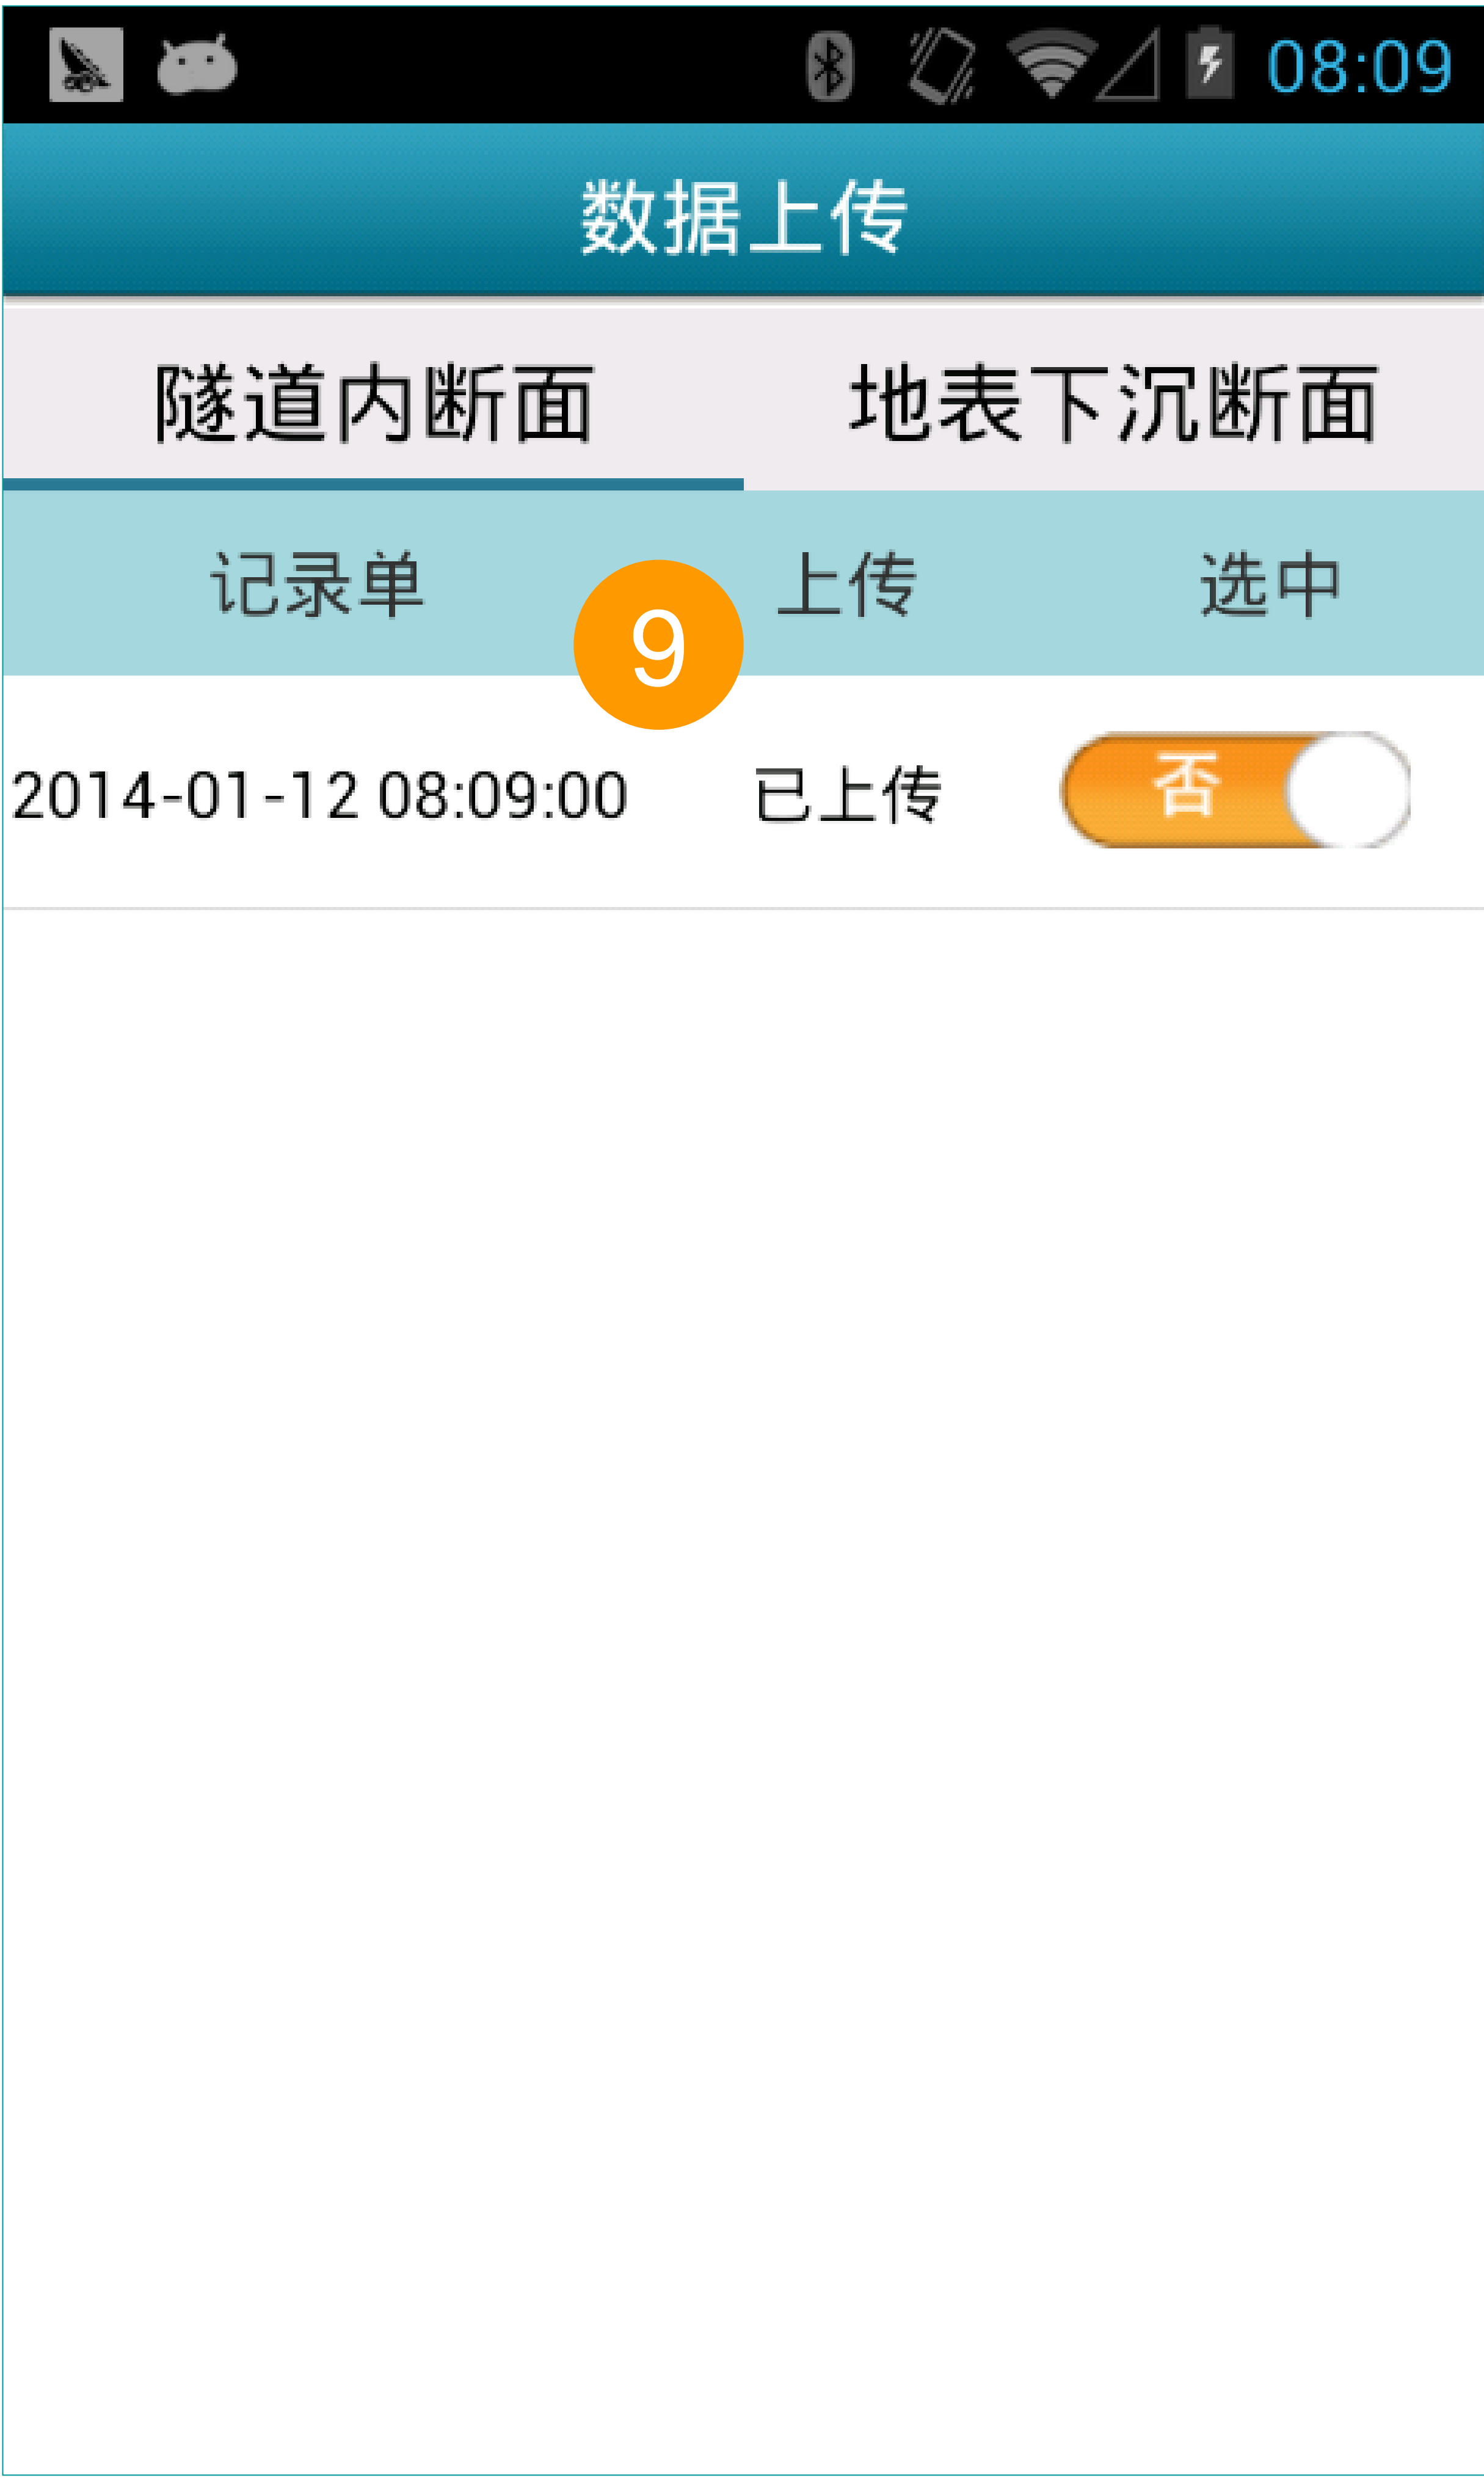 08:09
数据上传
隧道内断面 地表下沉断面
记录单 上传 选中
9
2014-01-12 08:09:00 已上传 否